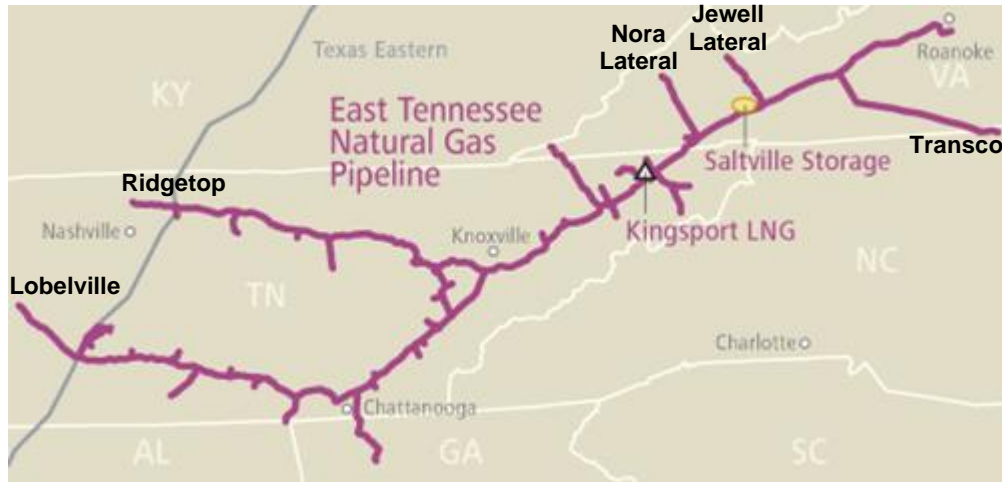 Jewell
Lateral
Nora
Lateral
Texas Eastern
Roanoke
KY
VA
East Tennessee
Natural Gas
Pipeline
Transco
Saltville Storage
Ridgetop
Nashville
Knoxville
Kingsport LNG
NC
Lobelville
TN
Charlotte
Chattanooga
AL
GA
SC